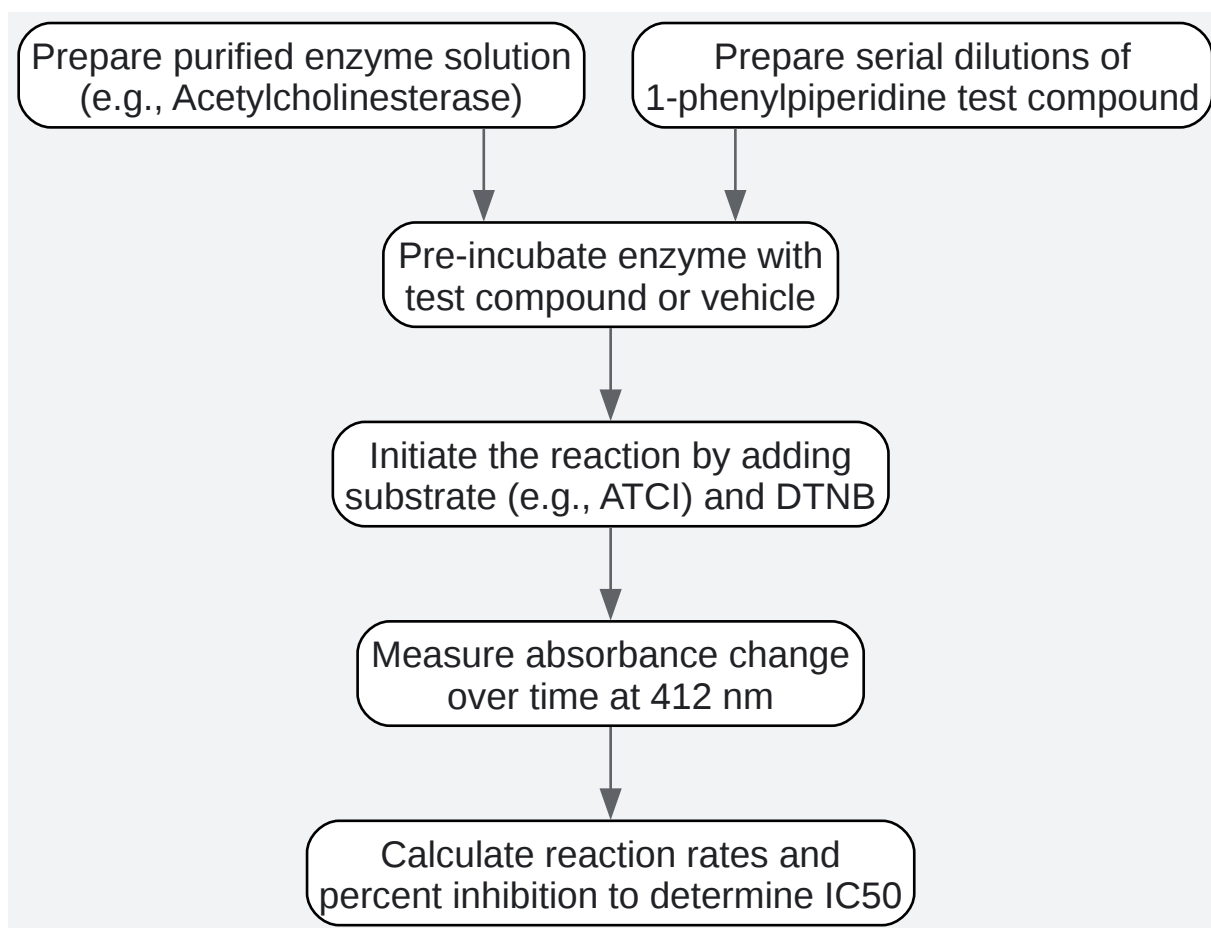 Prepare purified enzyme solution
(e.g., Acetylcholinesterase)
Prepare serial dilutions of
1-phenylpiperidine test compound
Pre-incubate enzyme with
test compound or vehicle
Initiate the reaction by adding
substrate (e.g., ATCI) and DTNB
Measure absorbance change
over time at 412 nm
Calculate reaction rates and
percent inhibition to determine IC50